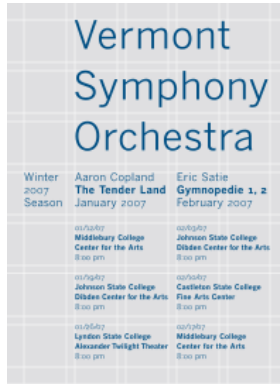 Vermont
Symphony
Orchestra
Winter
2007
Season
Aaron Copland
The Tender Land
January 2007
Eric Satie
Gymnopedie 1, 2
February 2007
01/12/07
Middlebury College
Center for the Arts
8:00 pm
01/19/07
Johnson State College
Dibden Center for the Arts
8:00 pm
01/26/07
Lyndon State College
Alexander Twilight Theater
8:00 pm
02/03/07
Johnson State College
Dibden Center for the Arts
8:00 pm
02/10/07
Castleton State College
Fine Arts Center
8:00 pm
02/17/07
Middlebury College
Center for the Arts
8:00 pm